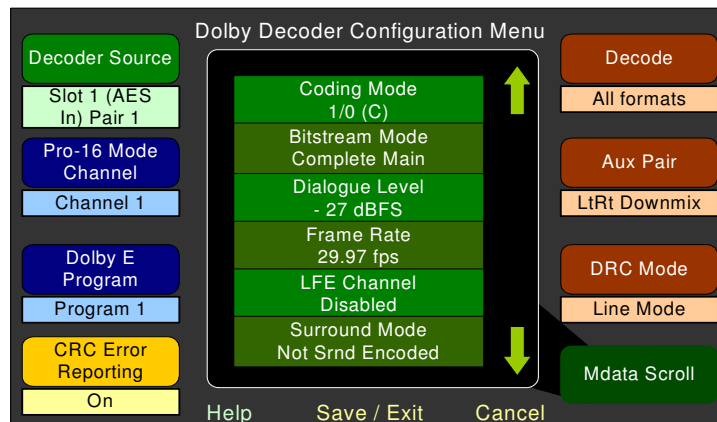 Dolby Decoder Configuration Menu
Decoder Source
Slot 1 (AES
In) Pair 1
Pro-16 Mode
Channel
Channel 1
Dolby E
Program
Program 1
CRC Error
Reporting
On
Coding Mode
1/0 (C)
Bitstream Mode
Complete Main
Dialogue Level
- 27 dBFS
Frame Rate
29.97 fps
LFE Channel
Disabled
Surround Mode
Not Srnd Encoded
Decode
All formats
Aux Pair
LtRt Downmix
DRC Mode
Line Mode
Mdata Scroll
Help
Save / Exit
Cancel